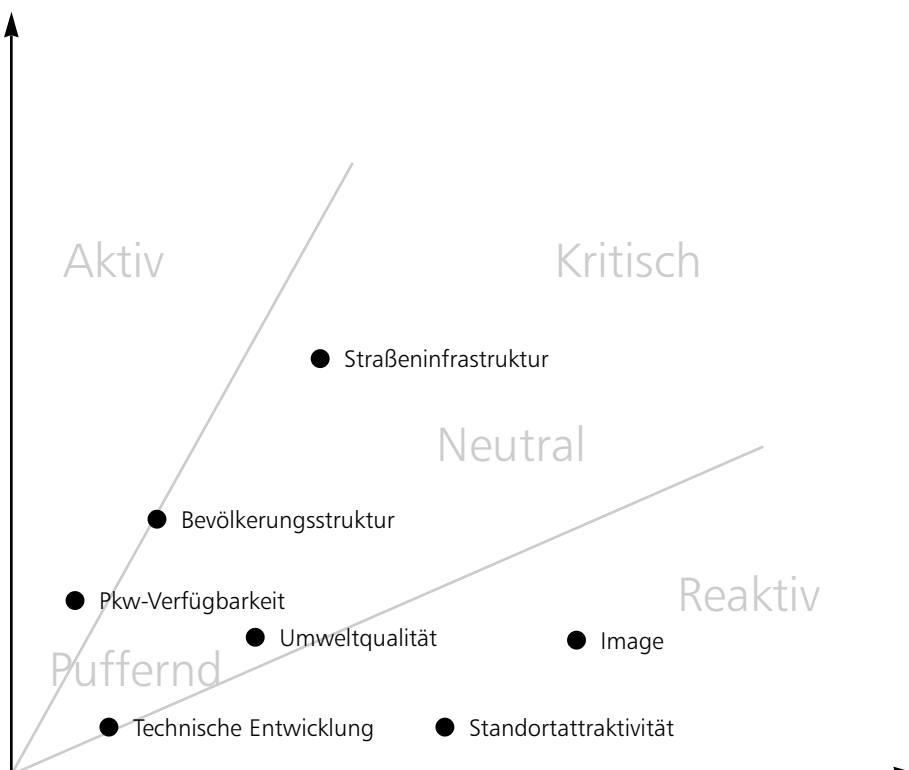 Aktiv
Kritisch
Straßeninfrastruktur
Neutral
Bevölkerungsstruktur
Pkw-Verfügbarkeit
Reaktiv
Umweltqualität
Image
Puffernd
Technische Entwicklung
Standortattraktivität